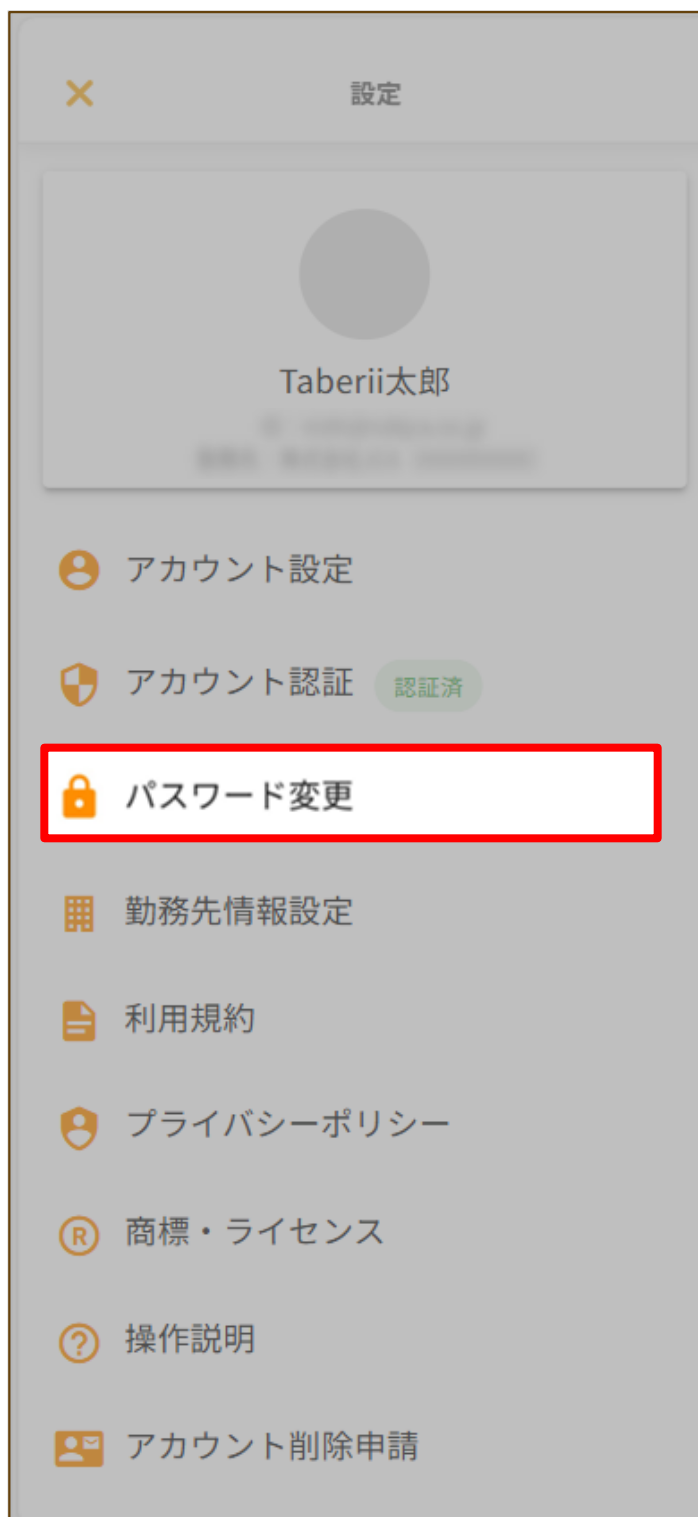 設定
Taberii太郎
アカウント設定
アカウント認証 認証済
パスワード変更
勤務先情報設定
利用規約
プライバシーポリシー
商標・ライセンス
操作説明
アカウント削除申請